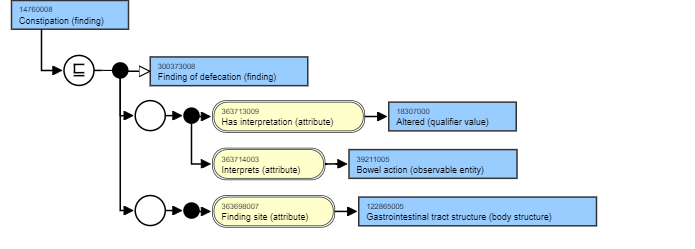 14760008
Constipation (finding)
⊑
300373008
Finding of defecation (finding)
363713009
Has interpretation (attribute)
18307000
Altered (qualifier value)
363714003
Interprets (attribute)
39211005
Bowel action (observable entity)
363698007
Finding site (attribute)
122865005
Gastrointestinal tract structure (body structure)